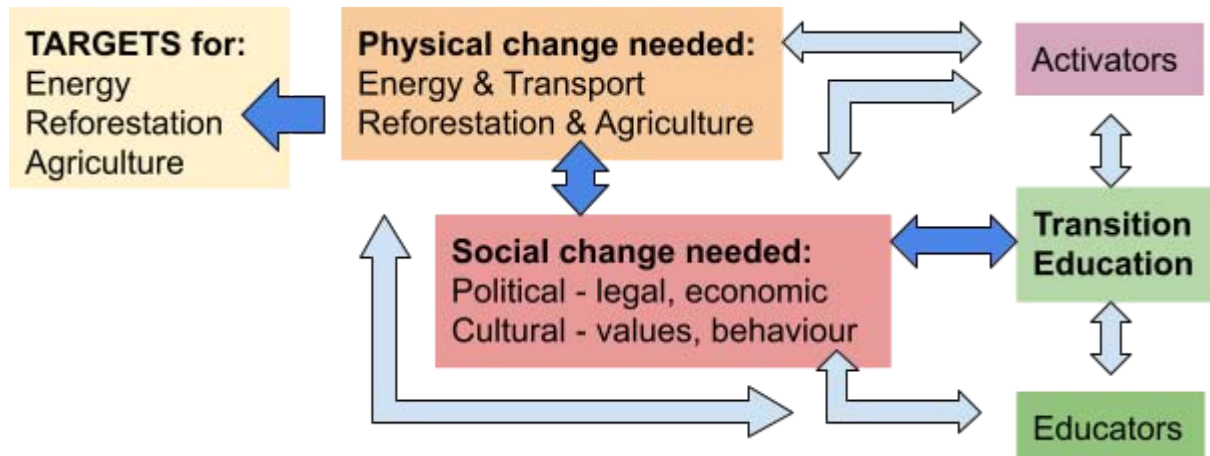 TARGETS for:
Energy
Reforestation
Agriculture
Physical change needed:
Energy & Transport
Reforestation & Agriculture
Activators
Social change needed:
Political - legal, economic
Cultural - values, behaviour
Transition
Education
Educators